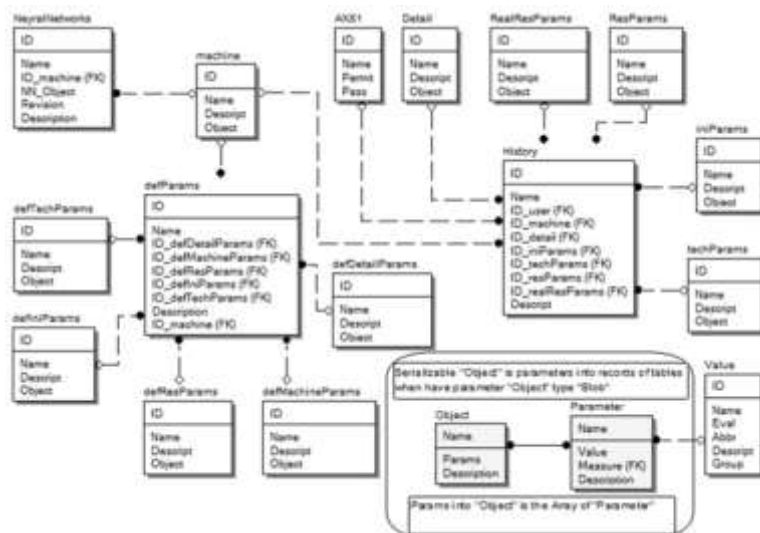 NeyralNetworks
ID
Name
ID_machine (FK)
NN_Object
Revision
Description
machine
ID
Name
Descript
Object
AXS1
ID
Name
Permit
Pass
Detail
ID
Name
Descript
Object
RealResParams
ID
Name
Descript
Object
ResParams
ID
Name
Descript
Object
iniParams
ID
Name
Descript
Object
History
ID
Name
ID_user (FK)
ID_machine (FK)
ID_detail (FK)
ID_iniParams (FK)
ID_techParams (FK)
ID_resParams (FK)
ID_realResParams (FK)
Descript
defParams
ID
Name
ID_defDetailParams (FK)
ID_defMachineParams (FK)
ID_defResParams (FK)
ID_defIniParams (FK)
ID_defTechParams (FK)
Description
ID_machine (FK)
defTechParams
ID
Name
Descript
Object
defDetailParams
ID
Name
Descript
Object
techParams
ID
Name
Descript
Object
defIniParams
ID
Name
Descript
Object
defResParams
ID
Name
Descript
Object
defMachineParams
ID
Name
Descript
Object
Serializable "Object" is parameters into records of tables
when have parameter "Object" type "Blob"
Object
Name
Params
Description
Parameter
Name
Value
Measure (FK)
Description
Value
ID
Name
Eval
Abbr
Descript
Group
Params into "Object" is the Array of "Parameter"